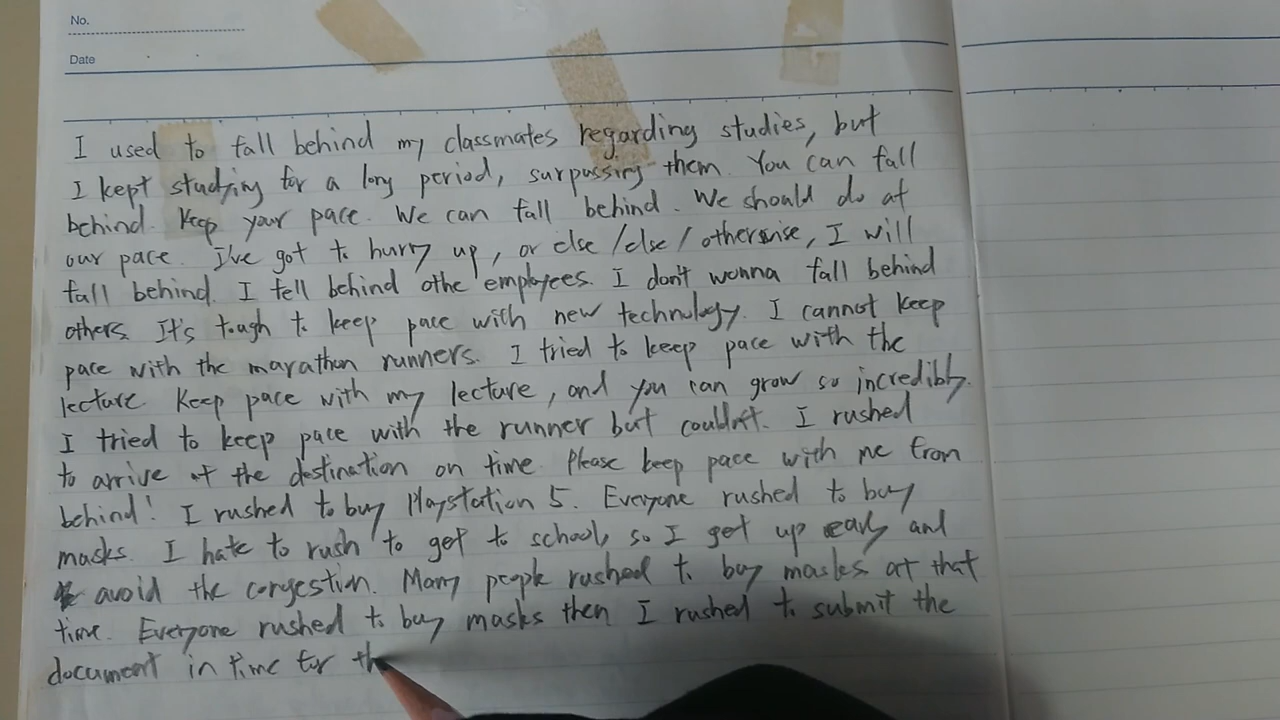 No.
Date
I used to fall behind my classmates regarding studies, but
I kept studying for a long period, surpussing them. You can fall
behind. Keep your pace. We can fall behind. We should do at
our pace. I've got to hurry up, or else /else / otherwise, I will
fall behind. I fell behind othe employees. I don't wanna fall behind
others. It's tough to keep pace with new technology. I cannot keep
pace with the marathon runners. I tried to keep pace with the
lecture. Keep pace with my lecture, and you can grow so incredibly.
I tried to keep pace with the runner but couldn't. I rushed
to arrive at the destination on time. Please keep pace with me from
behind! I rushed to buy Playstation 5. Everyone rushed to buy
masks. I hate to rush to get to school, so I get up early and
avoid the congestion. Many people rushed to buy masks at that
time. Everyone rushed to buy masks then I rushed to submit the
document in time for th